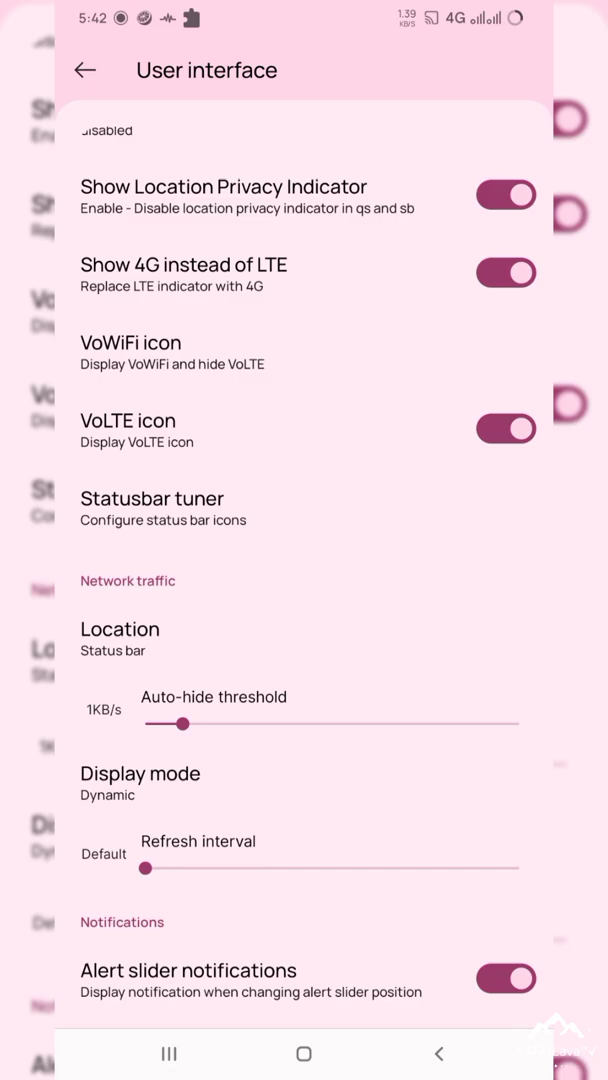 5:42
1.39
KB/S
4G
User interface
Show Location Privacy Indicator
Enable - Disable location privacy indicator in qs and sb
Show 4G instead of LTE
Replace LTE indicator with 4G
VoWiFi icon
Display VoWiFi and hide VoLTE
VoLTE icon
Display VoLTE icon
Statusbar tuner
Configure status bar icons
Network traffic
Location
Status bar
Auto-hide threshold
1KB/s
Display mode
Dynamic
Refresh interval
Default
Notifications
Alert slider notifications
Display notification when changing alert slider position